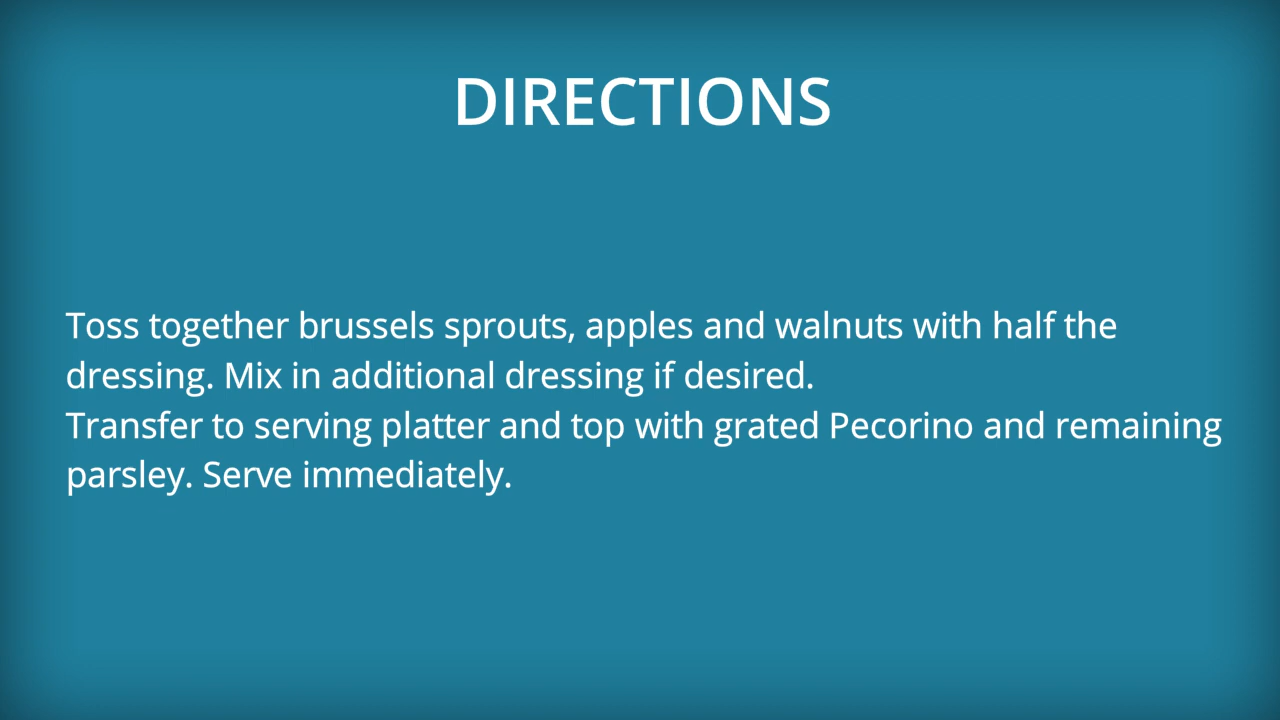 DIRECTIONS
Toss together brussels sprouts, apples and walnuts with half the
dressing. Mix in additional dressing if desired.
Transfer to serving platter and top with grated Pecorino and remaining
parsley. Serve immediately.